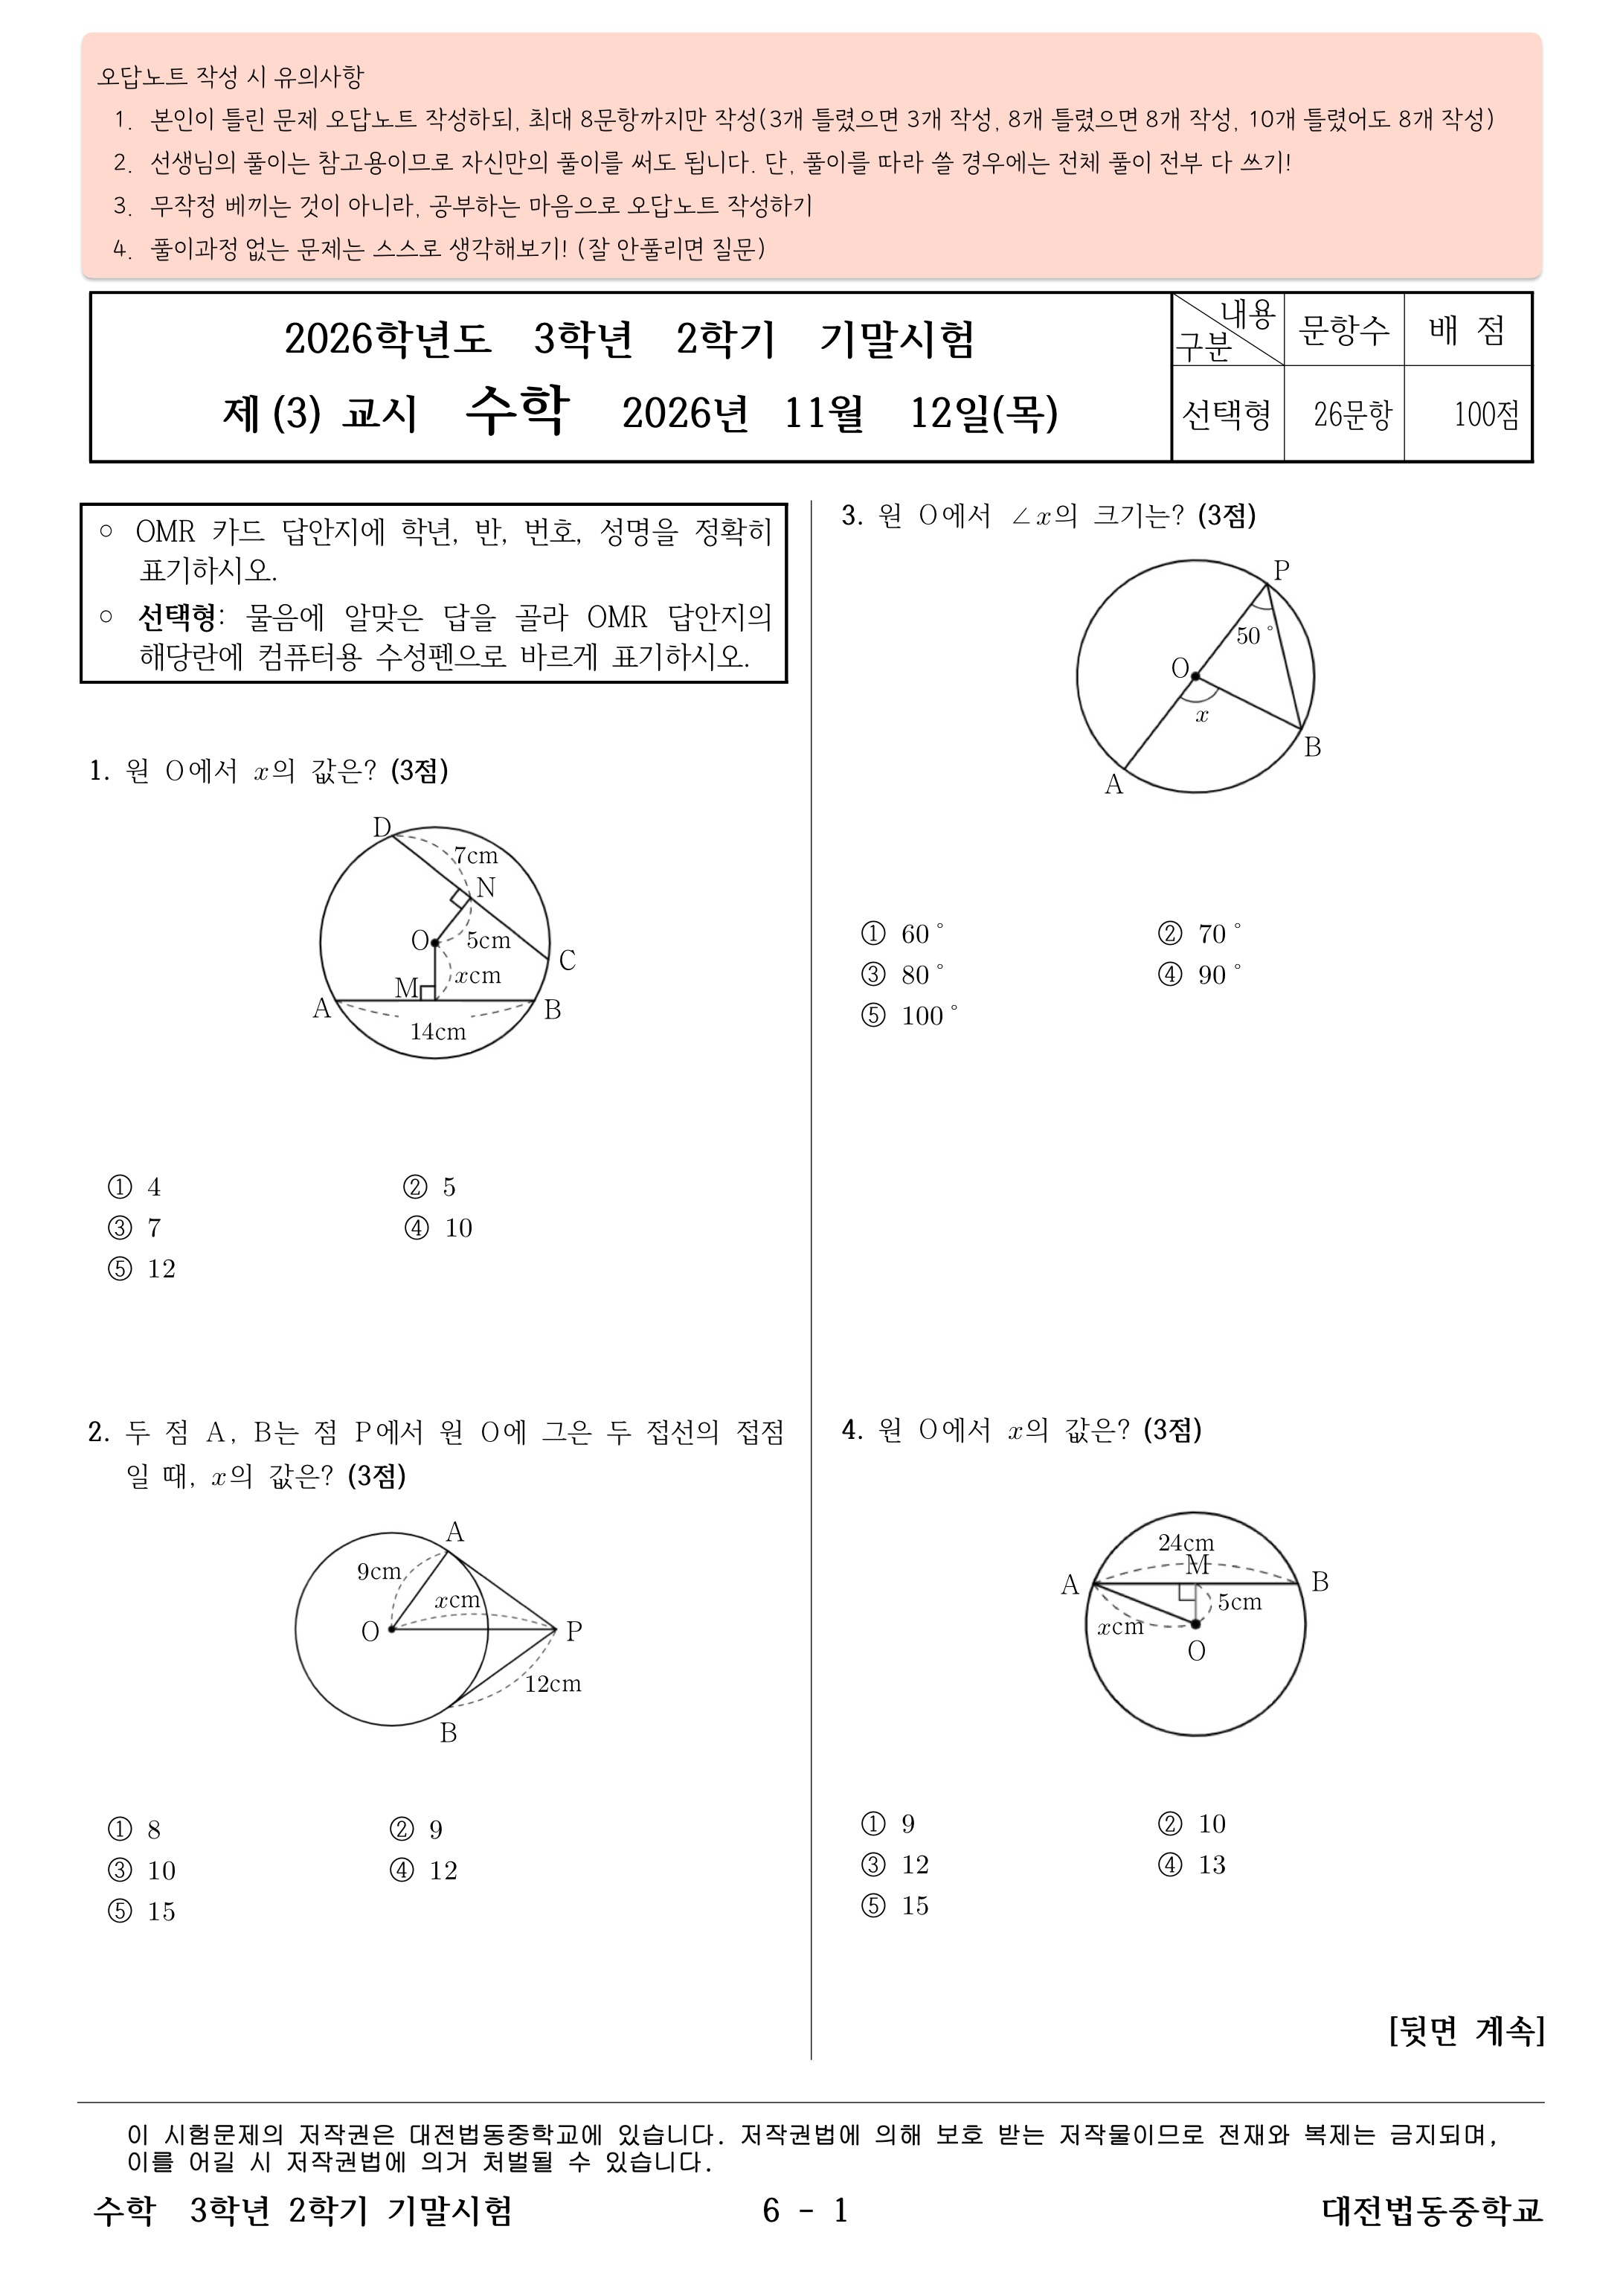 오답노트 작성 시 유의사항
1. 본인이 틀린 문제 오답노트 작성하되, 최대 8문항까지만 작성(3개 틀렸으면 3개 작성, 8개 틀렸으면 8개 작성, 10개 틀렸어도 8개 작성)
2. 선생님의 풀이는 참고용이므로 자신만의 풀이를 써도 됩니다. 단, 풀이를 따라 쓸 경우에는 전체 풀이 전부 다 쓰기!
3. 무작정 베끼는 것이 아니라, 공부하는 마음으로 오답노트 작성하기
4. 풀이과정 없는 문제는 스스로 생각해보기! (잘 안풀리면 질문)
2026학년도 3학년 2학기 기말시험
제 (3) 교시 수학 2026년 11월 12일(목)
내용
구분
문항수
배 점
선택형
26문항
100점
○ OMR 카드 답안지에 학년, 반, 번호, 성명을 정확히
표기하시오.
○ 선택형: 물음에 알맞은 답을 골라 OMR 답안지의
해당란에 컴퓨터용 수성펜으로 바르게 표기하시오.
1. 원 O에서 x의 값은? (3점)
D
7cm
N
O
5cm
C
M
xcm
A
B
14cm
① 4
② 5
③ 7
④ 10
⑤ 12
2. 두 점 A, B는 점 P에서 원 O에 그은 두 접선의 접점
일 때, x의 값은? (3점)
A
9cm
xcm
O
P
12cm
B
① 8
② 9
③ 10
④ 12
⑤ 15
3. 원 O에서 ∠x의 크기는? (3점)
P
50°
O
x
B
A
① 60°
② 70°
③ 80°
④ 90°
⑤ 100°
4. 원 O에서 x의 값은? (3점)
24cm
M
A
B
5cm
xcm
O
① 9
② 10
③ 12
④ 13
⑤ 15
[뒷면 계속]
이 시험문제의 저작권은 대전법동중학교에 있습니다. 저작권법에 의해 보호 받는 저작물이므로 전재와 복제는 금지되며,
이를 어길 시 저작권법에 의거 처벌될 수 있습니다.
수학 3학년 2학기 기말시험
6 - 1
대전법동중학교